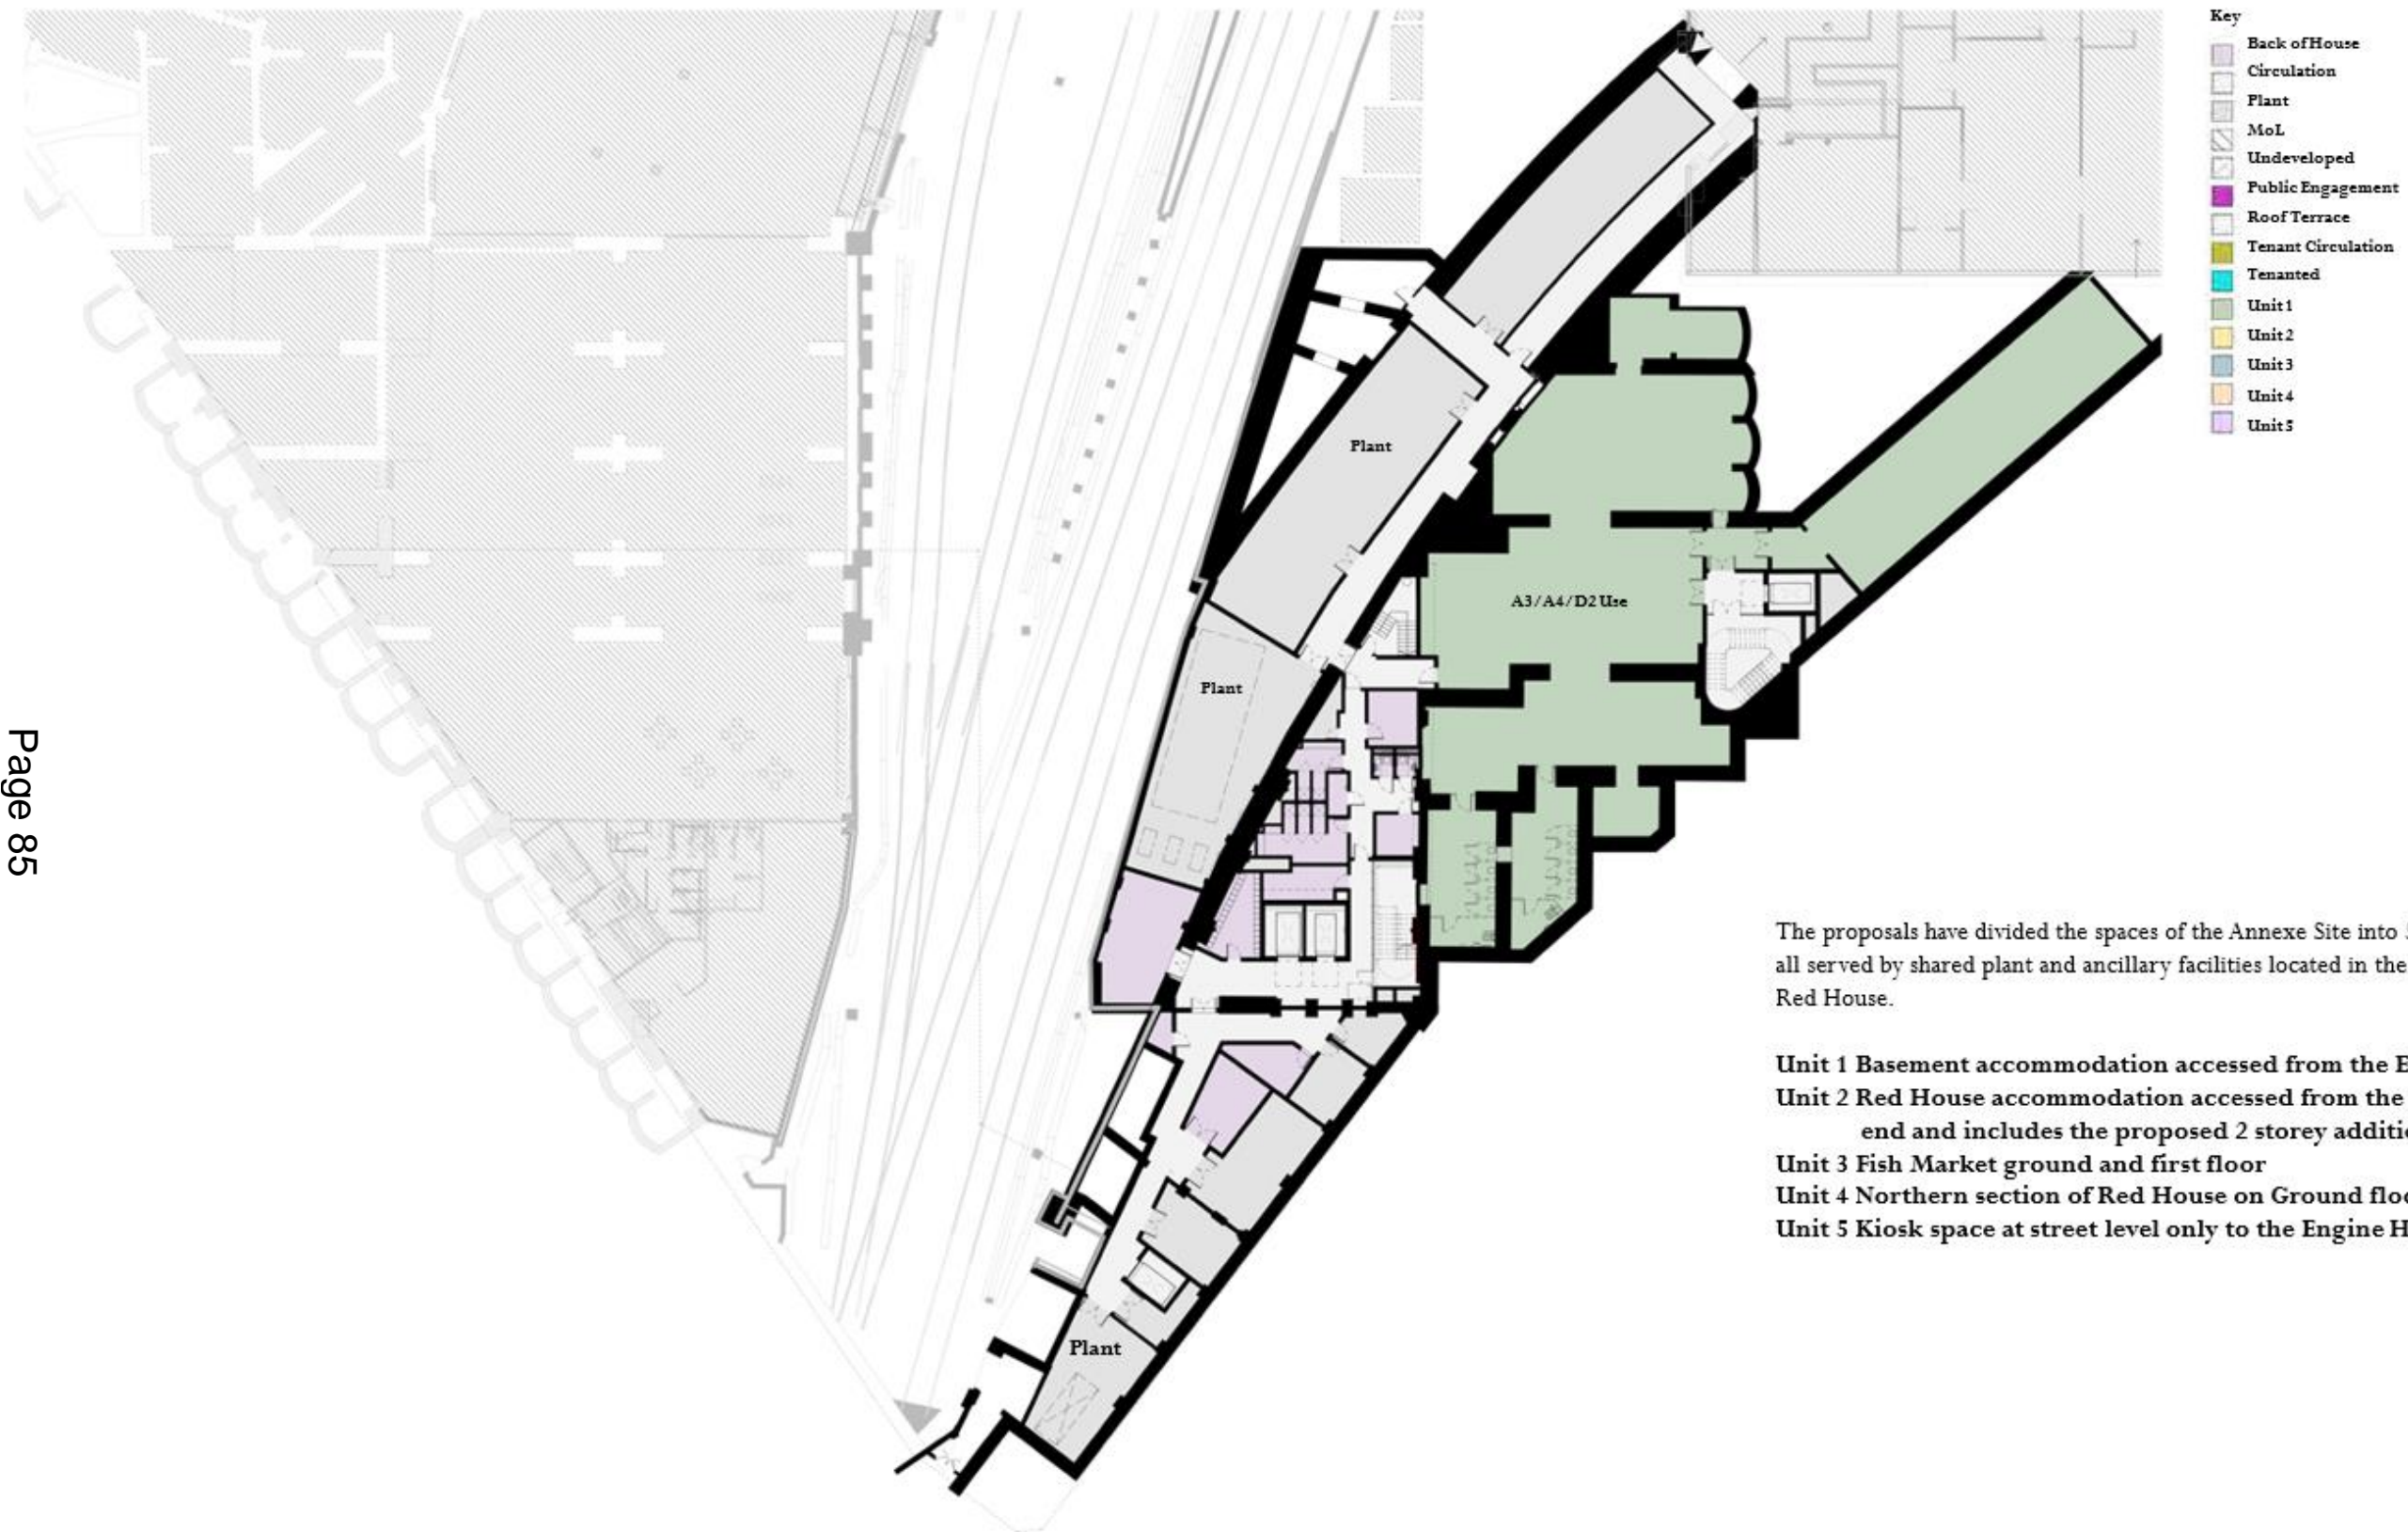 Key
Back of House
Circulation
Plant
MoL
Undeveloped
Public Engagement
Roof Terrace
Tenant Circulation
Tenanted
Unit 1
Unit 2
Unit 3
Unit 4
Unit 5
Plant
A3/A4/D2 Use
Plant
Plant
Page 85
The proposals have divided the spaces of the Annexe Site into
all served by shared plant and ancillary facilities located in the
Red House.
Unit 1 Basement accommodation accessed from the
Unit 2 Red House accommodation accessed from the
end and includes the proposed 2 storey
Unit 3 Fish Market ground and first floor
Unit 4 Northern section of Red House on Ground
Unit 5 Kiosk space at street level only to the Engine